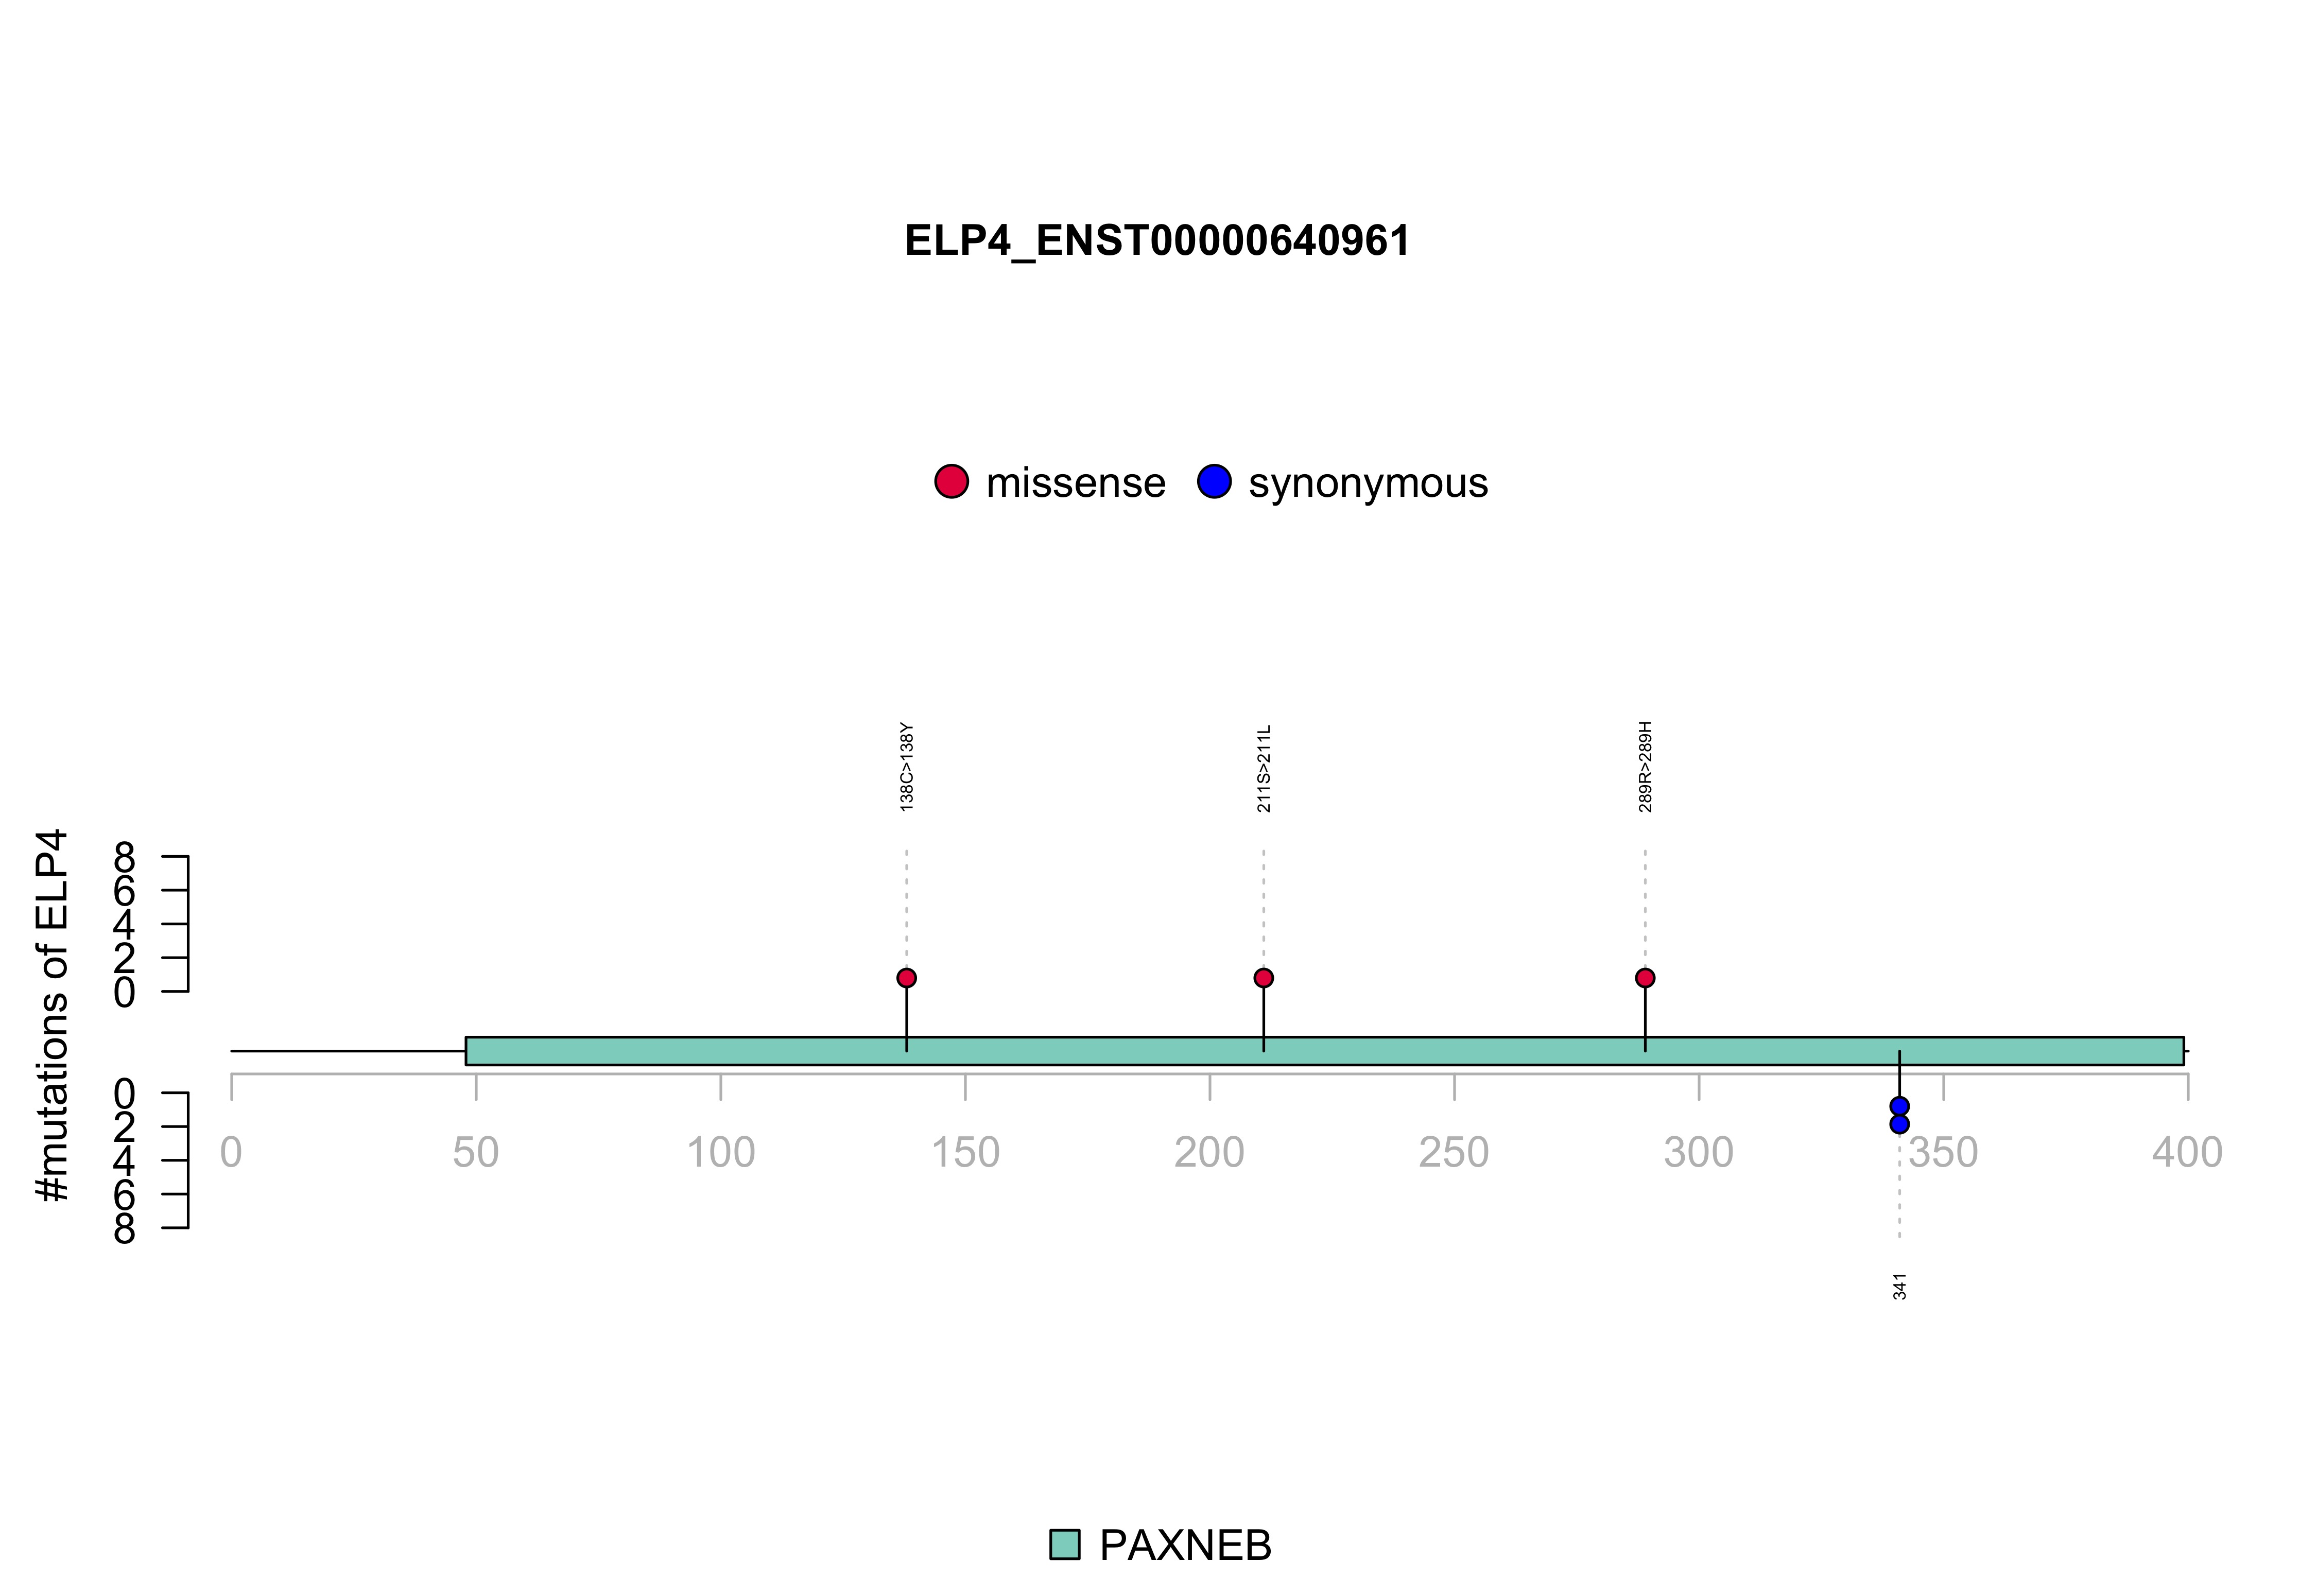 ELP4_ENST00000640961
missense
synonymous
138C>138Y
211S>211L
289R>289H
#mutations of ELP4
8
6
4
2
0
0
2
4
6
8
0 50 100 150 200 250 300 350 400
341
PAXNEB